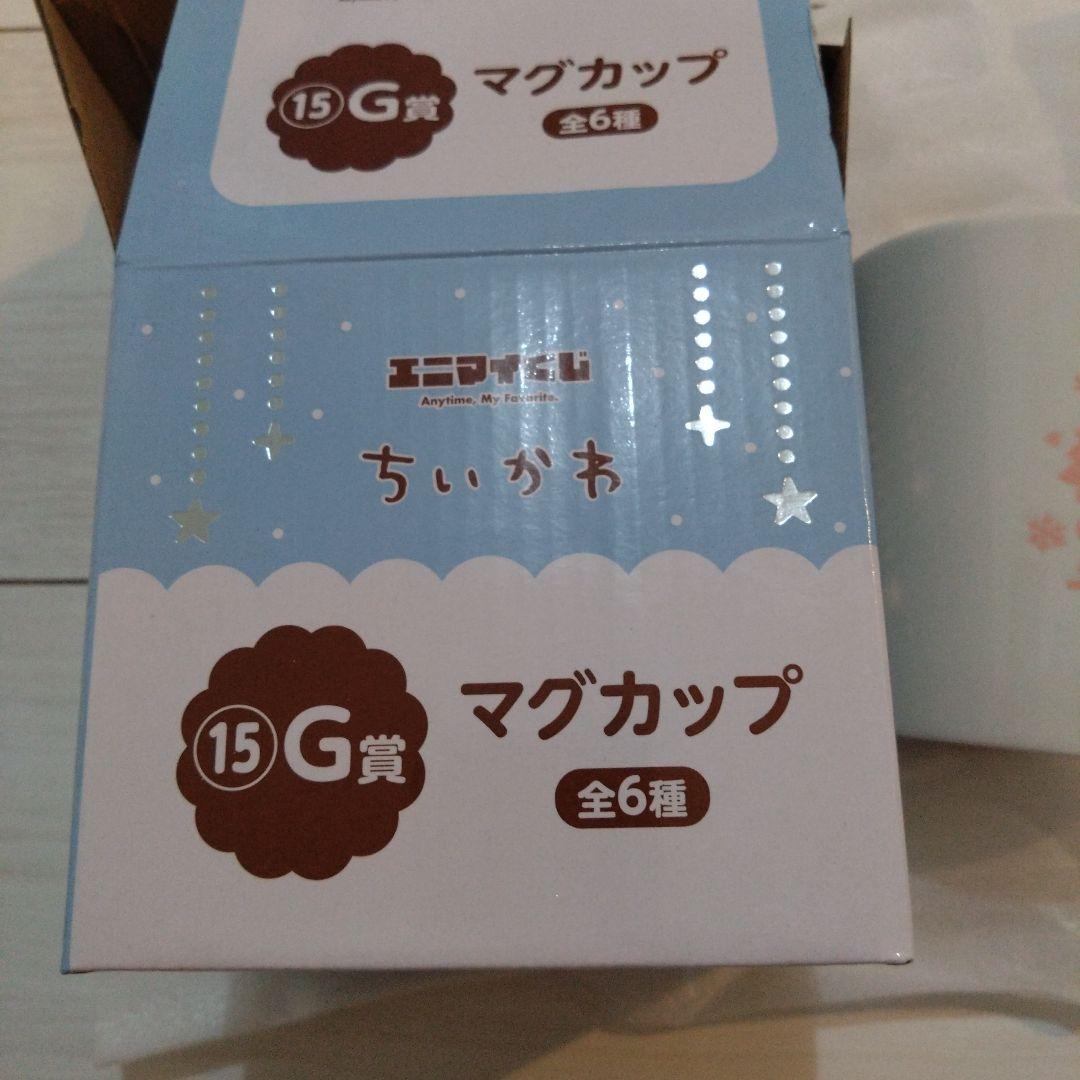 ⑮G賞 マグカップ
全6種
エニマイくじ
Anytime, My Favorite.
ちいかわ
⑮G賞 マグカップ
全6種